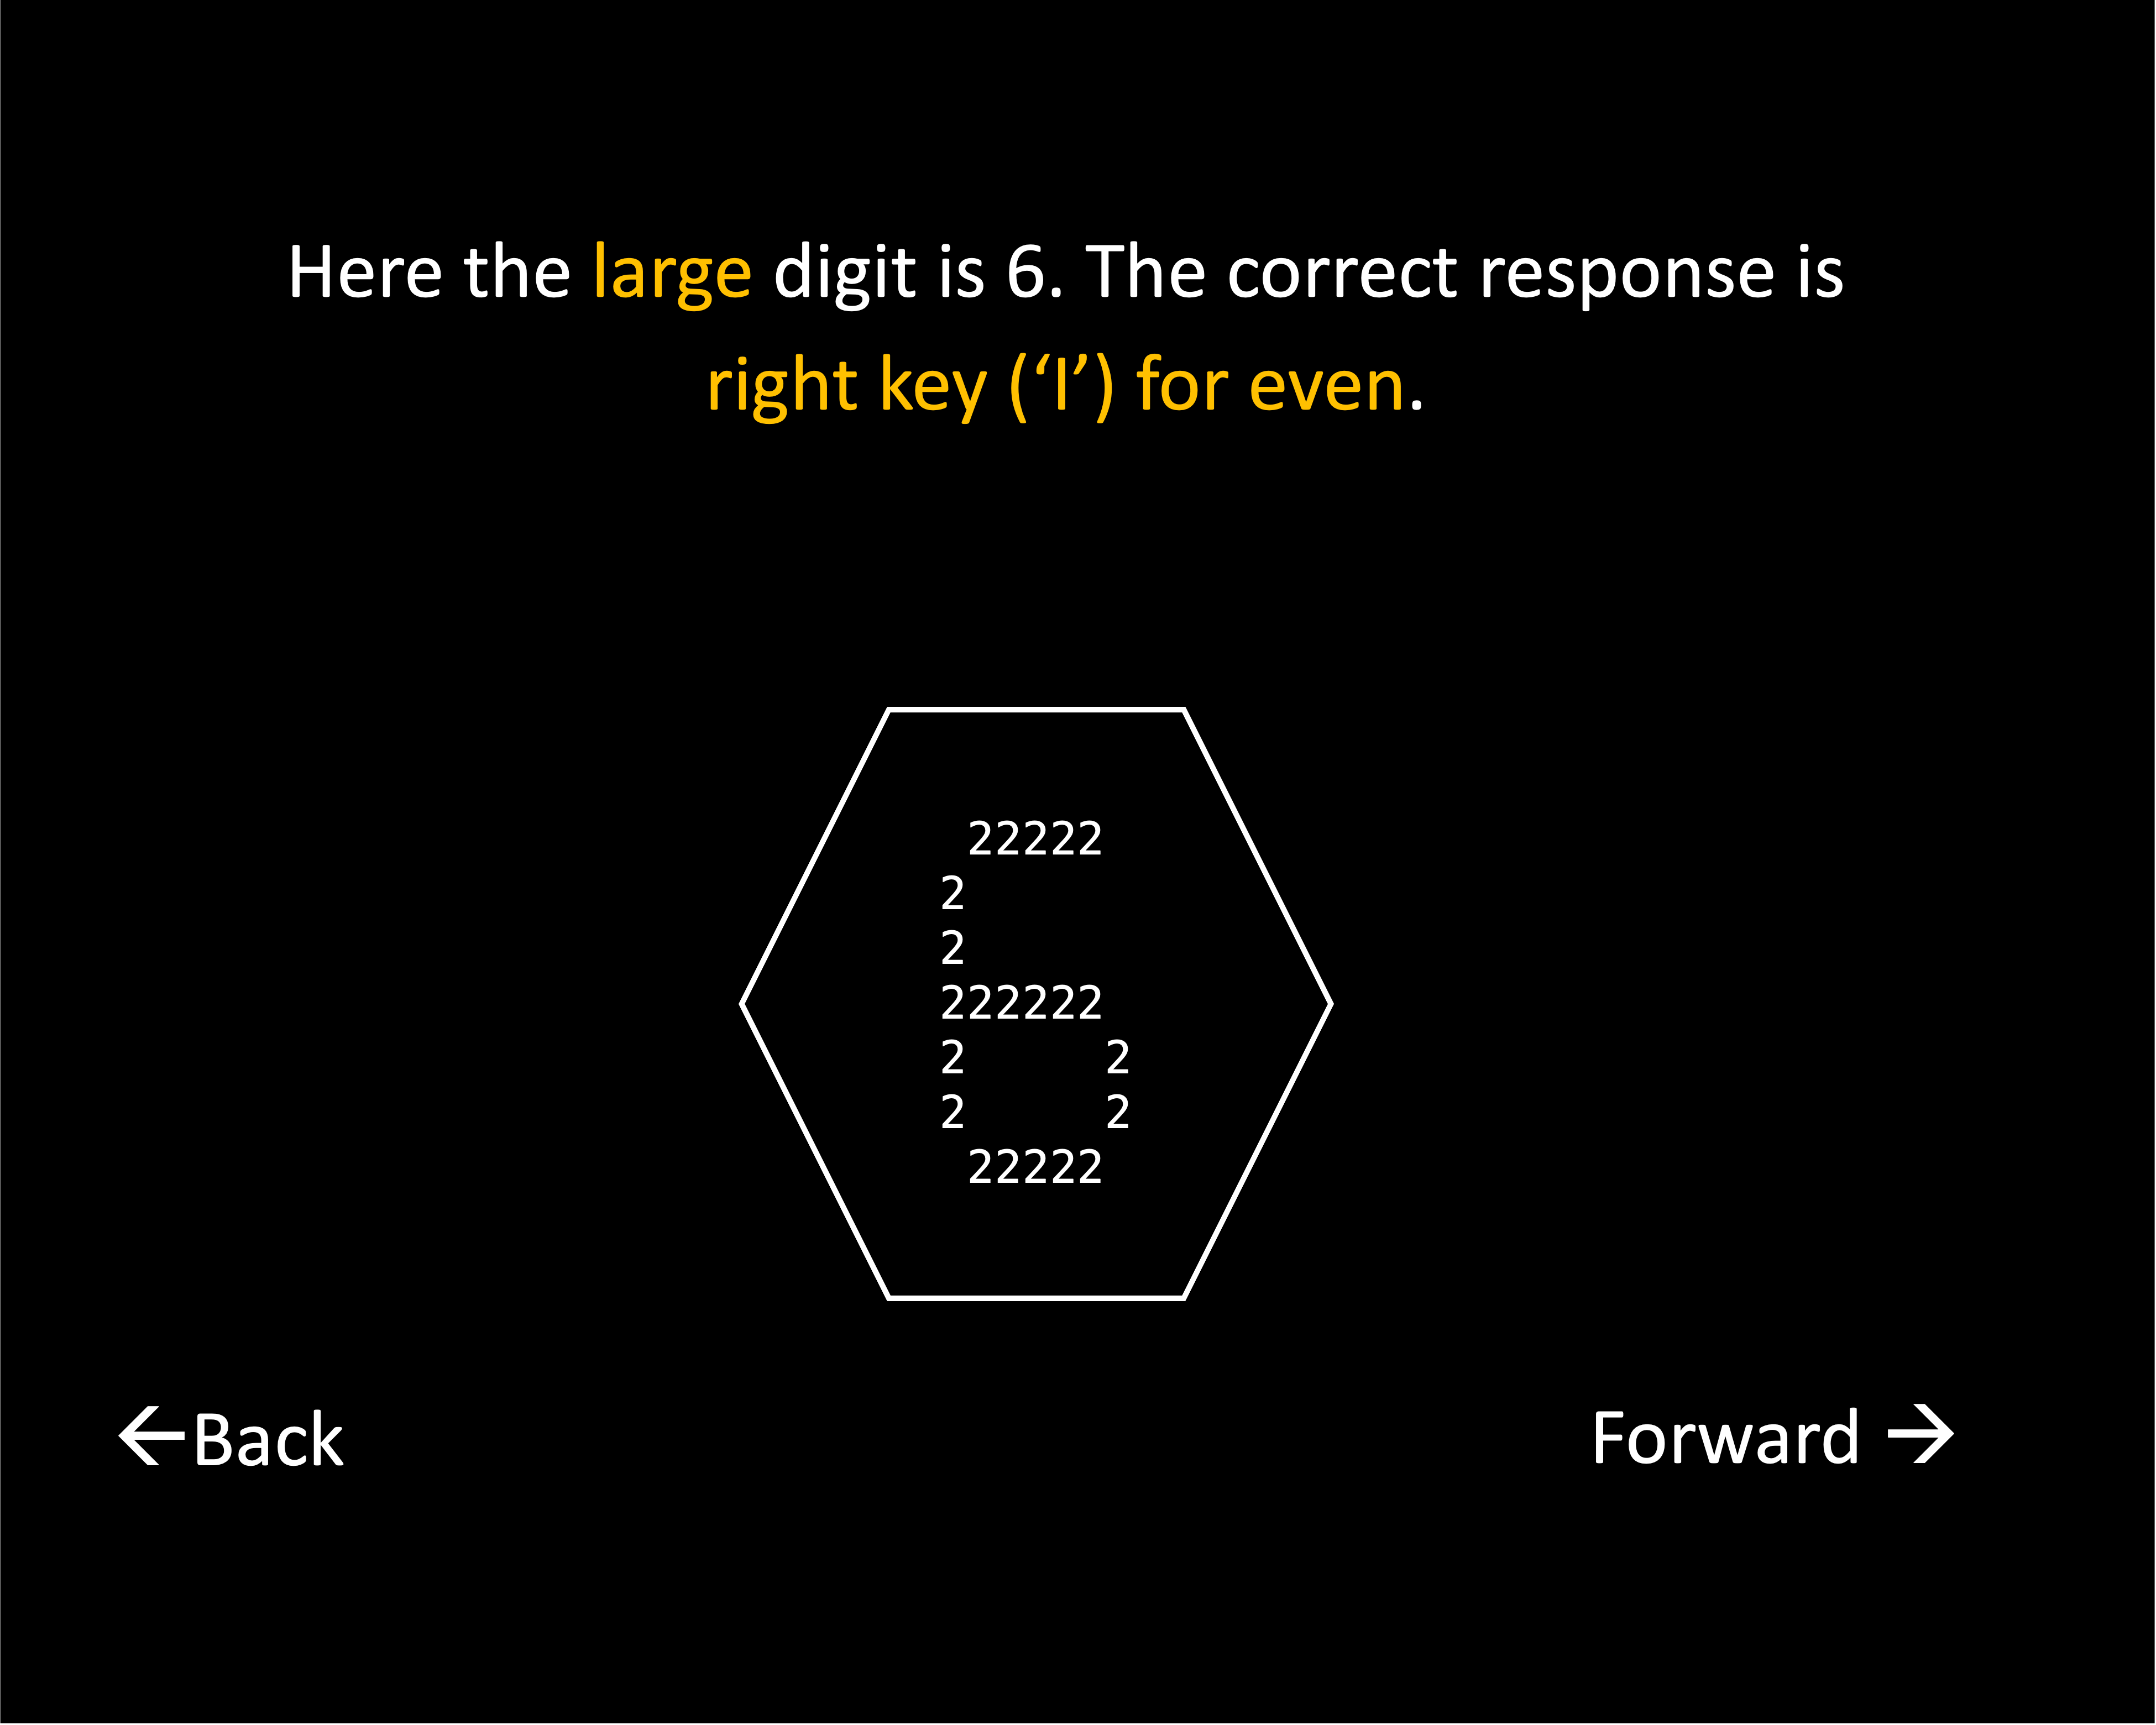 Here the large digit is 6. The correct response is
right key (‘I’) for even.
22222
2
2
222222
2 2
2 2
22222
←Back
Forward →